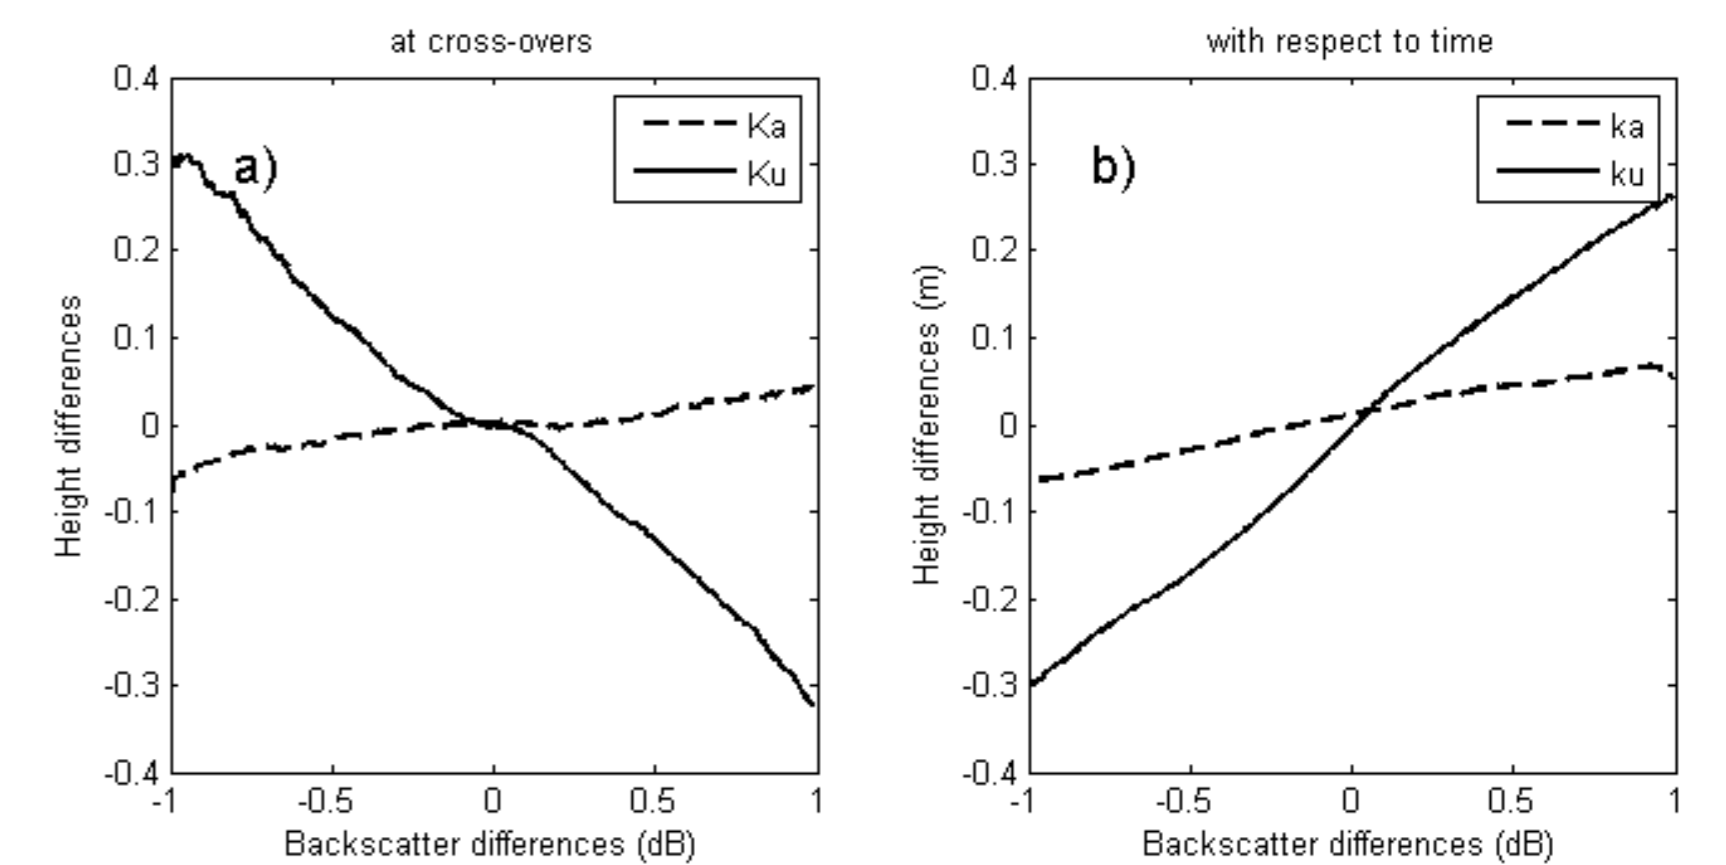 at cross-overs
0.4
0.3
0.2
0.1
0
-0.1
-0.2
-0.3
-0.4
-1
-0.5
0
0.5
1
Height differences
Backscatter differences (dB)
a)
Ka
Ku
with respect to time
0.4
0.3
0.2
0.1
0
-0.1
-0.2
-0.3
-0.4
-1
-0.5
0
0.5
1
Height differences (m)
Backscatter differences (dB)
b)
ka
ku